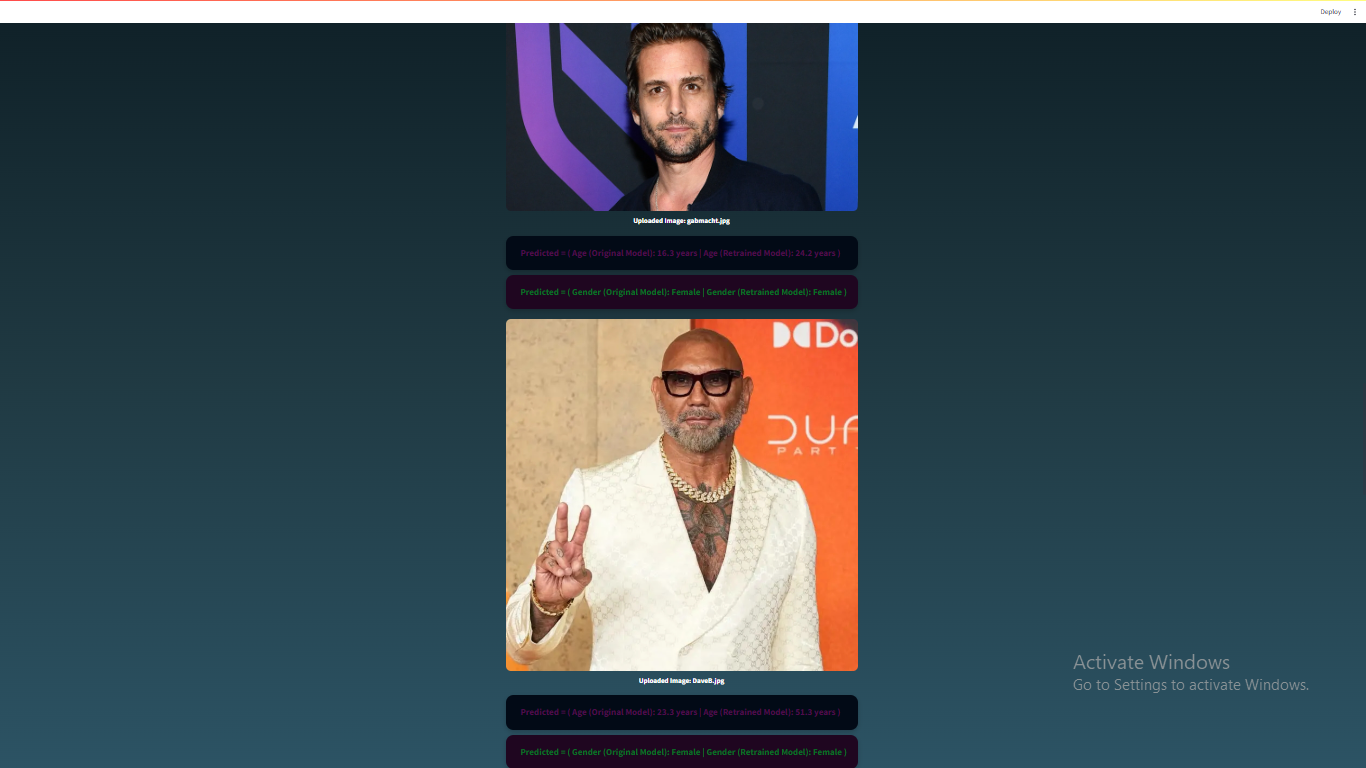 Deploy
Uploaded Image: gabmacht.jpg
Predicted = ( Age (Original Model): 16.3 years | Age (Retrained Model): 24.2 years )
Predicted = ( Gender (Original Model): Female | Gender (Retrained Model): Female )
Do
DU
PART
Uploaded Image: DaveB.jpg
Predicted = ( Age (Original Model): 23.3 years | Age (Retrained Model): 51.3 years )
Predicted = ( Gender (Original Model): Female | Gender (Retrained Model): Female )
Activate Windows
Go to Settings to activate Windows.